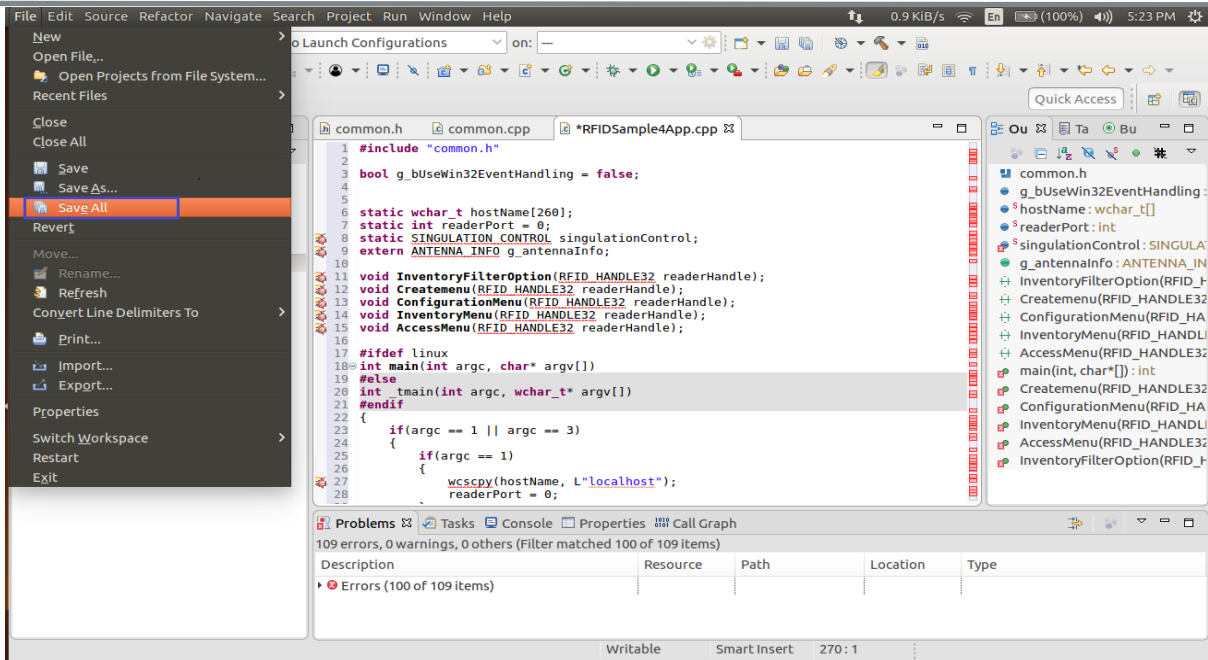 File Edit Source Refactor Navigate Search Project Run Window Help 0.9 KiB/s En (100%) 5:23 PM
New
Open File...
Open Projects from File System...
Recent Files
Close
Close All
Save
Save As...
Save All
Revert
Move...
Rename...
Refresh
Convert Line Delimiters To
Print...
Import...
Export...
Properties
Switch Workspace
Restart
Exit
o Launch Configurations on: ---
Quick Access
common.h common.cpp *RFIDSample4App.cpp
1 #include "common.h"
2
3 bool g_bUseWin32EventHandling = false;
4
5
6 static wchar_t hostName[260];
7 static int readerPort = 0;
8 static SINGULATION_CONTROL singulationControl;
9 extern ANTENNA_INFO g_antennaInfo;
10
11 void InventoryFilterOption(RFID_HANDLE32 readerHandle);
12 void Createmenu(RFID_HANDLE32 readerHandle);
13 void ConfigurationMenu(RFID_HANDLE32 readerHandle);
14 void InventoryMenu(RFID_HANDLE32 readerHandle);
15 void AccessMenu(RFID_HANDLE32 readerHandle);
16
17 #ifdef linux
18 int main(int argc, char* argv[])
19 #else
20 int _tmain(int argc, wchar_t* argv[])
21 #endif
22 {
23 if(argc == 1 || argc == 3)
24 {
25 if(argc == 1)
26 {
27 wcscpy(hostName, L"localhost");
28 readerPort = 0;
Ou Ta Bu
common.h
g_bUseWin32EventHandling :
hostName : wchar_t[]
readerPort : int
singulationControl : SINGULA
g_antennaInfo : ANTENNA_IN
InventoryFilterOption(RFID_H
Createmenu(RFID_HANDLE32
ConfigurationMenu(RFID_HA
InventoryMenu(RFID_HANDL
AccessMenu(RFID_HANDLE32
main(int, char*[]) : int
Createmenu(RFID_HANDLE32
ConfigurationMenu(RFID_HA
InventoryMenu(RFID_HANDL
AccessMenu(RFID_HANDLE32
InventoryFilterOption(RFID_H
Problems Tasks Console Properties Call Graph
109 errors, 0 warnings, 0 others (Filter matched 100 of 109 items)
Description Resource Path Location Type
Errors (100 of 109 items)
Writable Smart Insert 270 : 1